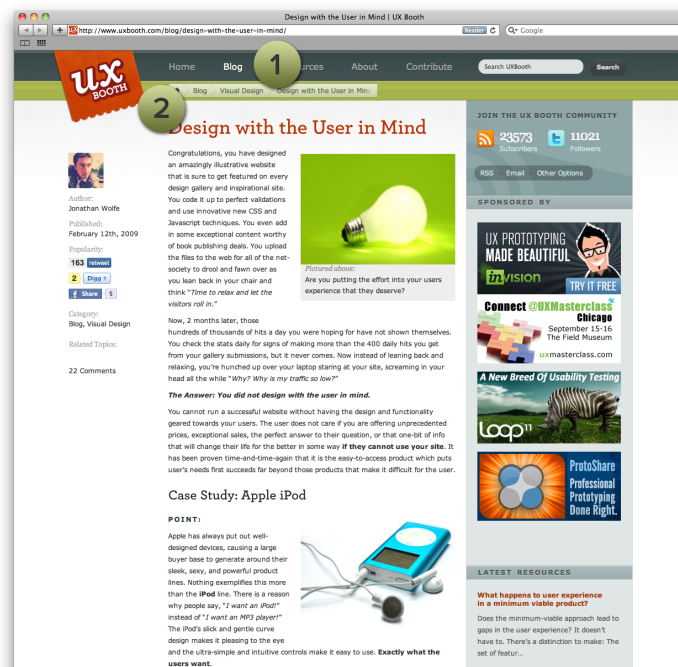 Design with the User in Mind | UX Booth
http://www.uxbooth.com/blog/design-with-the-user-in-mind/
Reader
Google
ux
BOOTH
Home Blog 1 urces About Contribute
Search UXBooth
Search
2
Blog Visual Design Design with the User in Mind
Design with the User in Mind
Author:
Jonathan Wolfe
Published:
February 12th, 2009
Popularity:
163 retweet
2 Digg
Share 5
Category:
Blog, Visual Design
Related Topics:
22 Comments
Congratulations, you have designed
an amazingly illustrative website
that is sure to get featured on every
design gallery and inspirational site.
You code it up to perfect validations
and use innovative new CSS and
Javascript techniques. You even add
in some exceptional content worthy
of book publishing deals. You upload
the files to the web for all of the net-
society to drool and fawn over as
you lean back in your chair and
think "Time to relax and let the
visitors roll in."
Pictured above:
Are you putting the effort into your users
experience that they deserve?
Now, 2 months later, those
hundreds of thousands of hits a day you were hoping for have not shown themselves.
You check the stats daily for signs of making more than the 400 daily hits you get
from your gallery submissions, but it never comes. Now instead of leaning back and
relaxing, you're hunched up over your laptop staring at your site, screaming in your
head all the while "Why? Why is my traffic so low?"
The Answer: You did not design with the user in mind.
You cannot run a successful website without having the design and functionality
geared towards your users. The user does not care if you are offering unprecedented
prices, exceptional sales, the perfect answer to their question, or that one-bit of info
that will change their life for the better in some way if they cannot use your site. It
has been proven time-and-time-again that it is the easy-to-access product which puts
user's needs first succeeds far beyond those products that make it difficult for the user.
Case Study: Apple iPod
POINT:
Apple has always put out well-
designed devices, causing a large
buyer base to generate around their
sleek, sexy, and powerful product
lines. Nothing exemplifies this more
than the iPod line. There is a reason
why people say, "I want an iPod!"
instead of "I want an MP3 player!"
The iPod's slick and gentle curve
design makes it pleasing to the eye
and the ultra-simple and intuitive controls make it easy to use. Exactly what the
users want.
JOIN THE UX BOOTH COMMUNITY
23573
Subscribers
11021
Followers
RSS Email Other Options
SPONSORED BY
UX PROTOTYPING
MADE BEAUTIFUL
invision
TRY IT FREE
Connect @UXMasterclass
Chicago
September 15-16
The Field Museum
uxmasterclass.com
A New Breed Of Usability Testing
Loop11
ProtoShare
Professional
Prototyping
Done Right.
LATEST RESOURCES
What happens to user experience
in a minimum viable product?
Does the minimum-viable approach lead to
gaps in the user experience? It doesn't
have to. There's a distinction to make: The
set of featur...